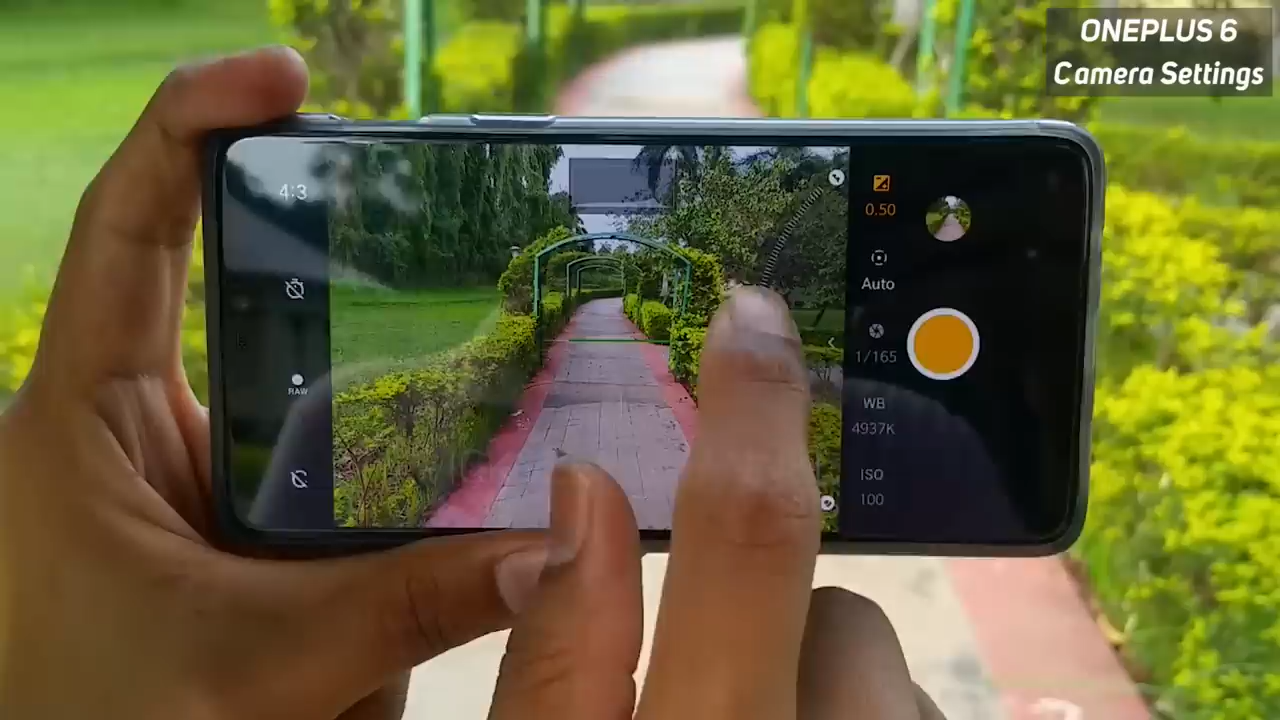 ONEPLUS 6
Camera Settings
4:3
RAW
0.50
Auto
1/165
WB
4937K
ISO
100